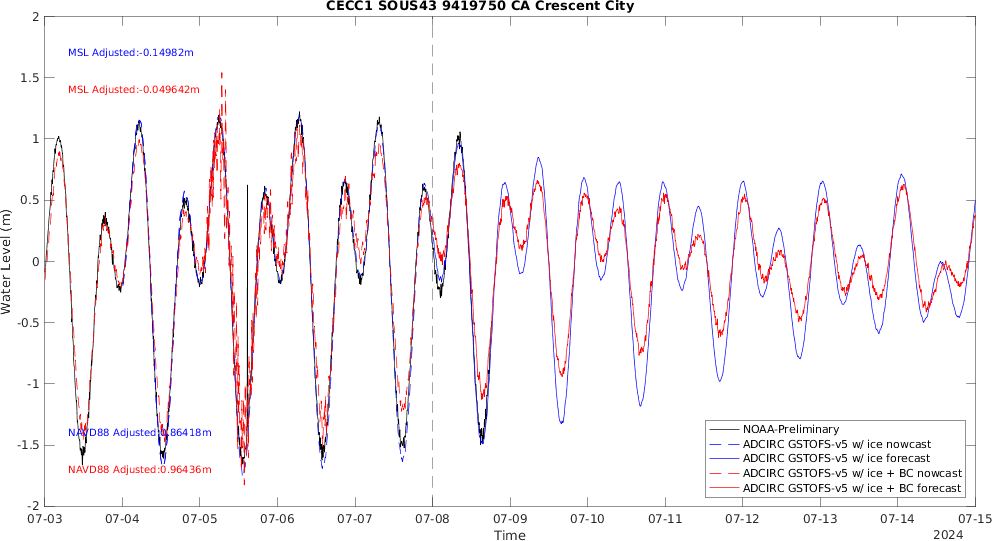 CECC1 SOUS43 9419750 CA Crescent City
2
MSL Adjusted:-0.14982m
1.5
MSL Adjusted:-0.049642m
1
0.5
0
Water Level (m)
-0.5
-1
NAVD88 Adjusted:0.86418m
-1.5
NAVD88 Adjusted:0.96436m
-2
NOAA-Preliminary
ADCIRC GSTOFS-v5 w/ ice nowcast
ADCIRC GSTOFS-v5 w/ ice forecast
ADCIRC GSTOFS-v5 w/ ice + BC nowcast
ADCIRC GSTOFS-v5 w/ ice + BC forecast
07-03 07-04 07-05 07-06 07-07 07-08 07-09 07-10 07-11 07-12 07-13 07-14 07-15
Time
2024